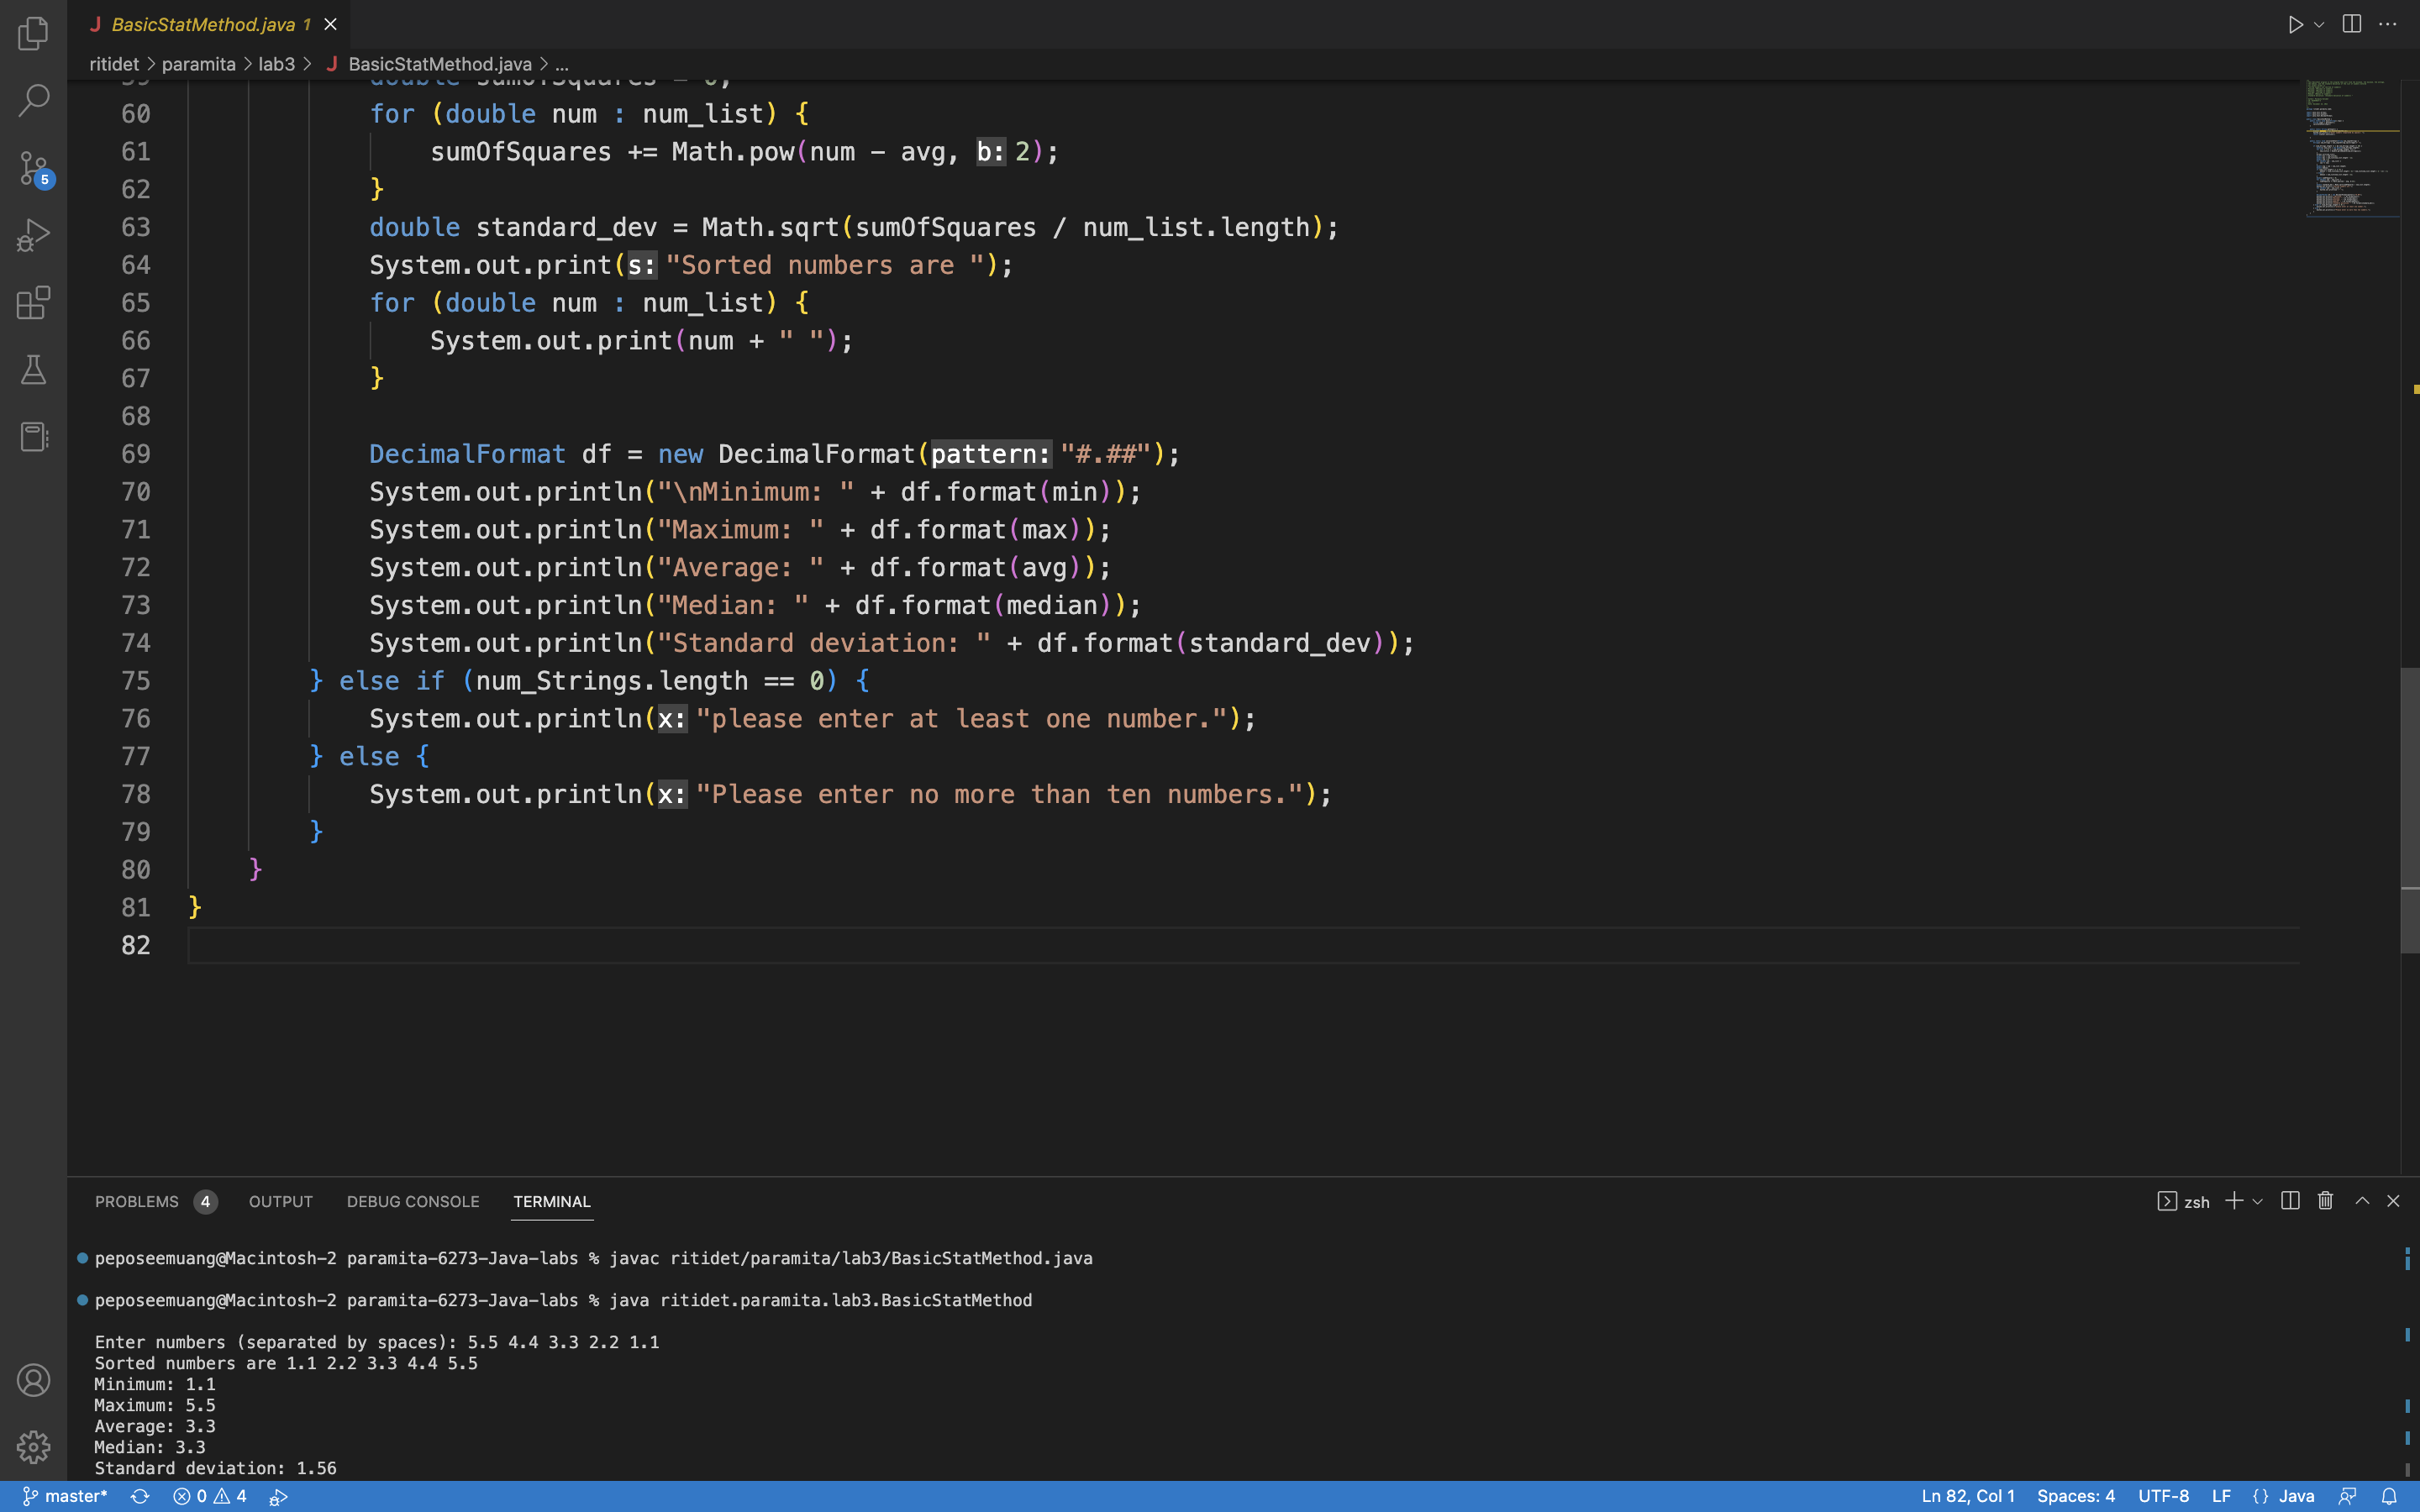 BasicStatMethod.java 1
ritidet > paramita > lab3 > J BasicStatMethod.java > ...
60 for (double num : num_list) {
61 sumOfSquares += Math.pow(num - avg, b: 2);
62 }
63 double standard_dev = Math.sqrt(sumOfSquares / num_list.length);
64 System.out.print(s: "Sorted numbers are ");
65 for (double num : num_list) {
66 System.out.print(num + " ");
67 }
68
69 DecimalFormat df = new DecimalFormat(pattern: "#.##");
70 System.out.println("\nMinimum: " + df.format(min));
71 System.out.println("Maximum: " + df.format(max));
72 System.out.println("Average: " + df.format(avg));
73 System.out.println("Median: " + df.format(median));
74 System.out.println("Standard deviation: " + df.format(standard_dev));
75 } else if (num_Strings.length == 0) {
76 System.out.println(x: "please enter at least one number.");
77 } else {
78 System.out.println(x: "Please enter no more than ten numbers.");
79 }
80 }
81 }
82
5
PROBLEMS 4 OUTPUT DEBUG CONSOLE TERMINAL zsh
peposeemuang@Macintosh-2 paramita-6273-Java-labs % javac ritidet/paramita/lab3/BasicStatMethod.java
peposeemuang@Macintosh-2 paramita-6273-Java-labs % java ritidet.paramita.lab3.BasicStatMethod
Enter numbers (separated by spaces): 5.5 4.4 3.3 2.2 1.1
Sorted numbers are 1.1 2.2 3.3 4.4 5.5
Minimum: 1.1
Maximum: 5.5
Average: 3.3
Median: 3.3
Standard deviation: 1.56
master* 0 4 Ln 82, Col 1 Spaces: 4 UTF-8 LF {} Java